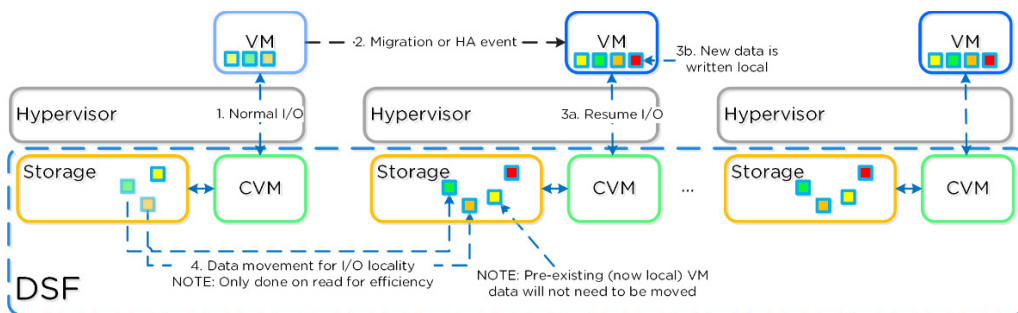 VM
2. Migration or HA event
VM
3b. New data is
written local
VM
Hypervisor
1. Normal I/O
Hypervisor
3a. Resume I/O
Hypervisor
Storage
CVM
Storage
CVM
...
Storage
CVM
4. Data movement for I/O locality
NOTE: Only done on read for efficiency
NOTE: Pre-existing (now local) VM
data will not need to be moved
DSF